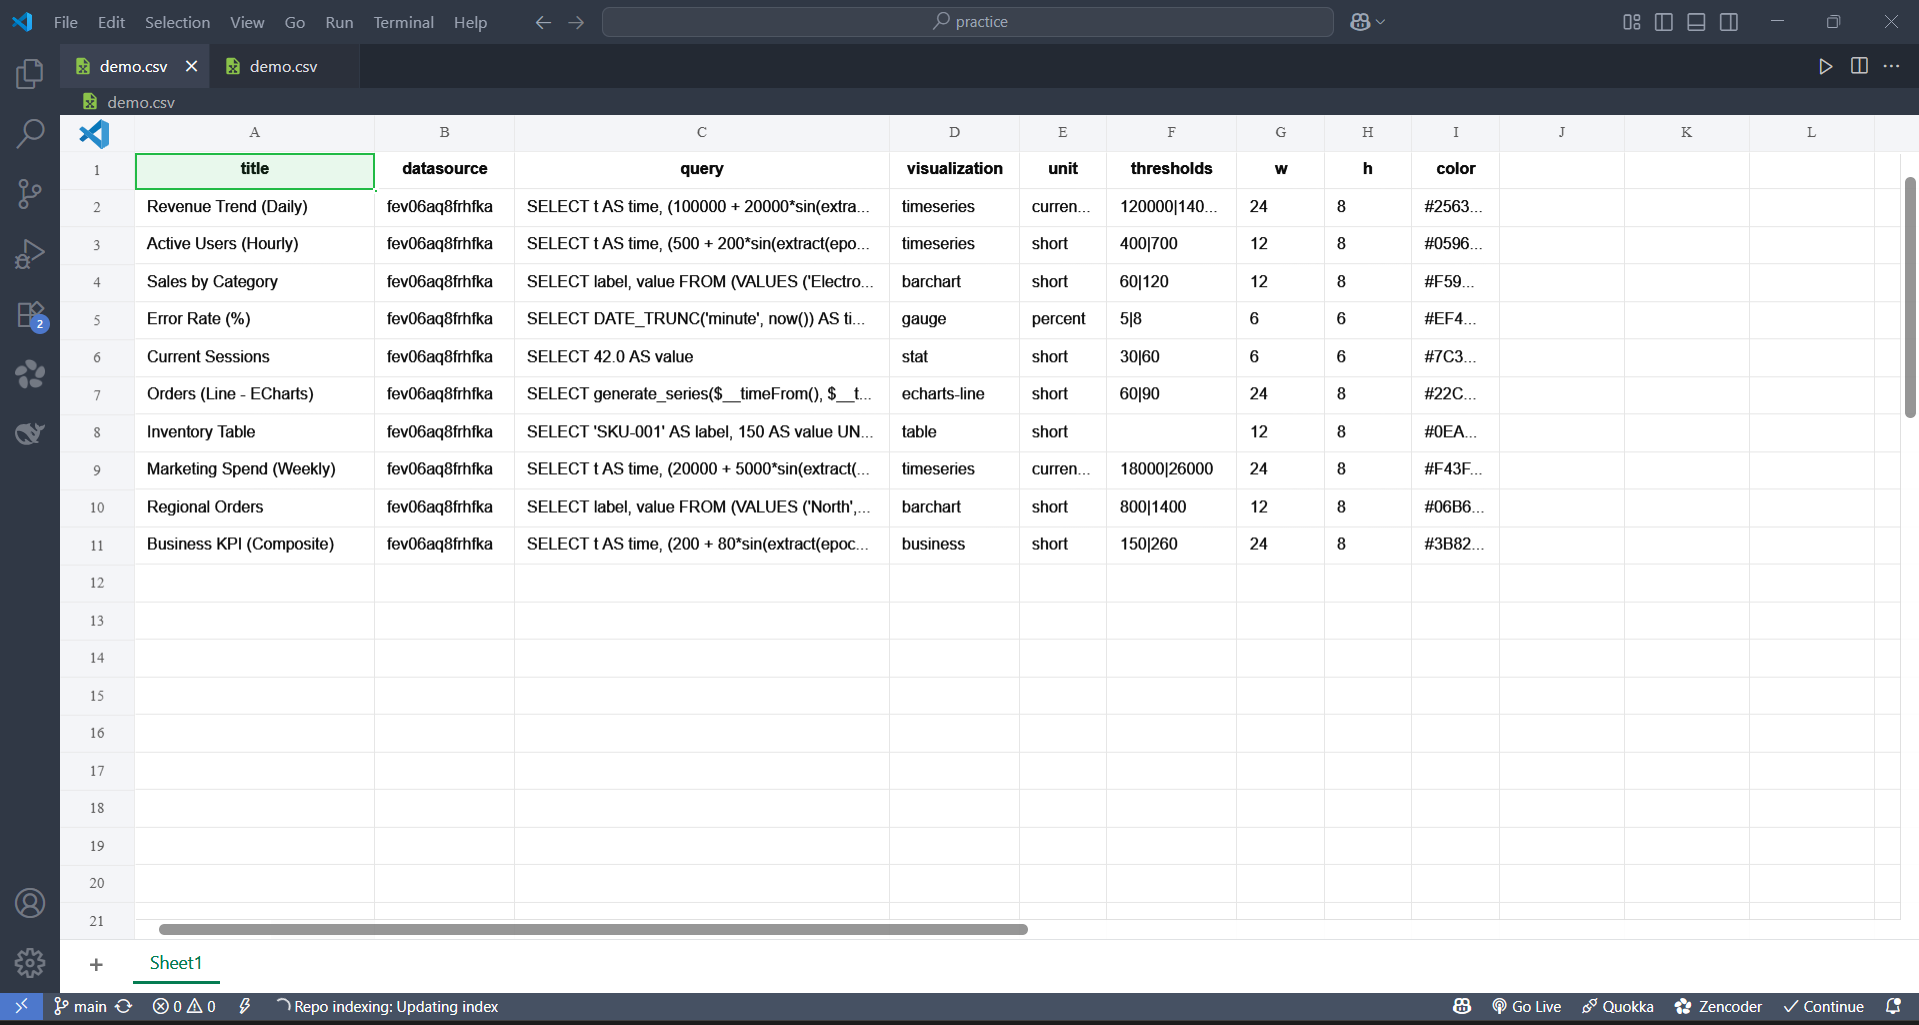 File Edit Selection View Go Run Terminal Help practice
demo.csv demo.csv
demo.csv
A B C D E F G H I J K L
1 title datasource query visualization unit thresholds w h color
2 Revenue Trend (Daily) fev06aq8frhfka SELECT t AS time, (100000 + 20000*sin(extra... timeseries curren... 120000|140... 24 8 #2563...
3 Active Users (Hourly) fev06aq8frhfka SELECT t AS time, (500 + 200*sin(extract(epo... timeseries short 400|700 12 8 #0596...
4 Sales by Category fev06aq8frhfka SELECT label, value FROM (VALUES ('Electro... barchart short 60|120 12 8 #F59...
5 Error Rate (%) fev06aq8frhfka SELECT DATE_TRUNC('minute', now()) AS ti... gauge percent 5|8 6 6 #EF4...
6 Current Sessions fev06aq8frhfka SELECT 42.0 AS value stat short 30|60 6 6 #7C3...
7 Orders (Line - ECharts) fev06aq8frhfka SELECT generate_series($__timeFrom(), $__t... echarts-line short 60|90 24 8 #22C...
8 Inventory Table fev06aq8frhfka SELECT 'SKU-001' AS label, 150 AS value UN... table short 12 8 #0EA...
9 Marketing Spend (Weekly) fev06aq8frhfka SELECT t AS time, (20000 + 5000*sin(extract(... timeseries curren... 18000|26000 24 8 #F43F...
10 Regional Orders fev06aq8frhfka SELECT label, value FROM (VALUES ('North',... barchart short 800|1400 12 8 #06B6...
11 Business KPI (Composite) fev06aq8frhfka SELECT t AS time, (200 + 80*sin(extract(epoc... business short 150|260 24 8 #3B82...
12
13
14
15
16
17
18
19
20
21
+ Sheet1
main 0 0 Repo indexing: Updating index Go Live Quokka Zencoder Continue
2